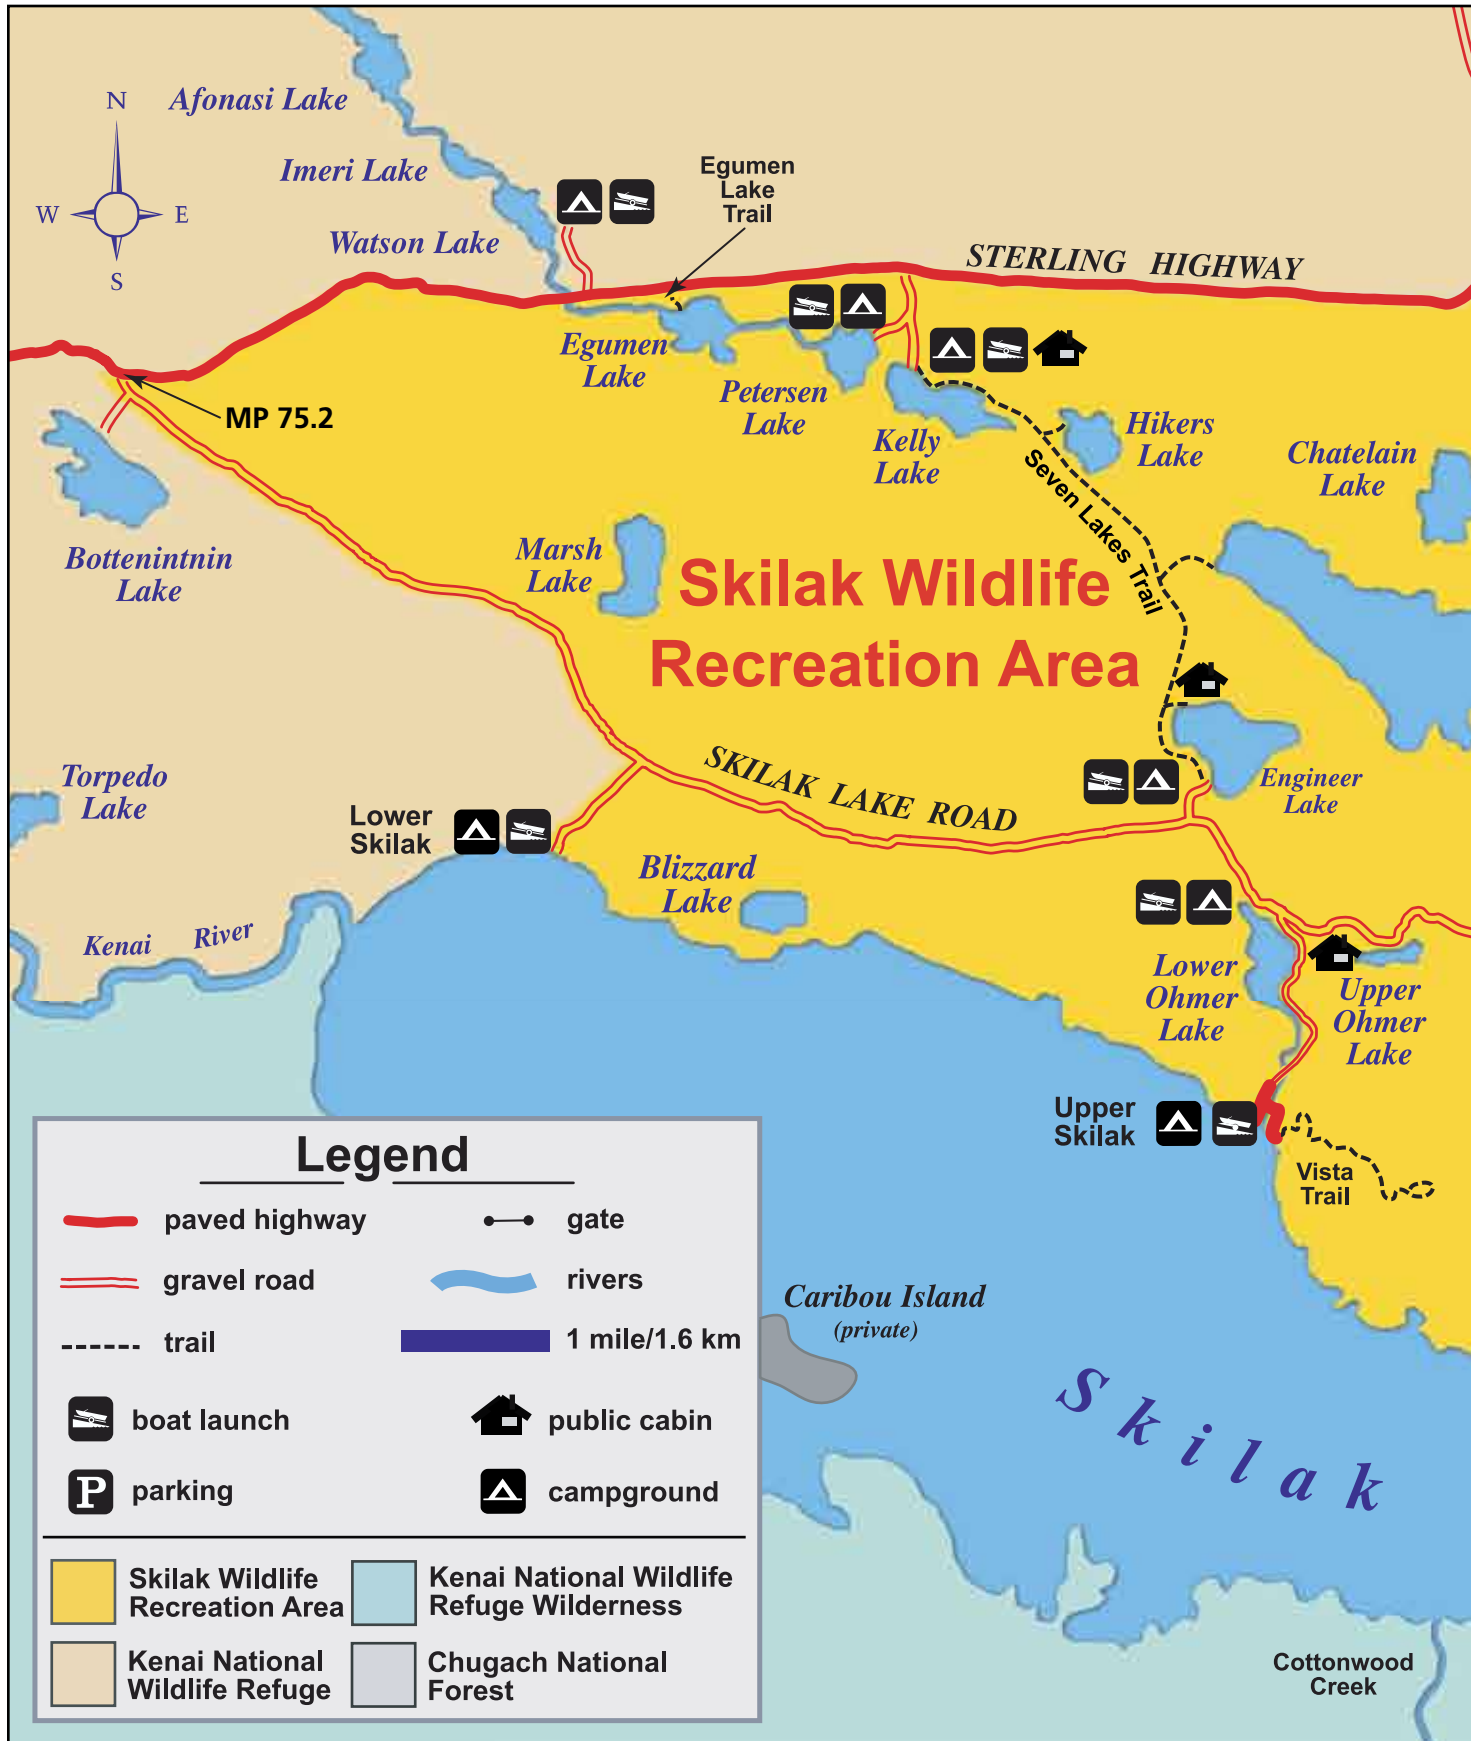 N
W
E
S
Afonasi Lake
Imeri Lake
Watson Lake
Egumen
Lake
Trail
STERLING HIGHWAY
Egumen
Lake
Petersen
Lake
Kelly
Lake
Hikers
Lake
Chatelain
Lake
MP 75.2
Bottenintnin
Lake
Marsh
Lake
Seven Lakes Trail
Skilak Wildlife
Recreation Area
Torpedo
Lake
SKILAK LAKE ROAD
Engineer
Lake
Lower
Skilak
Blizzard
Lake
Kenai River
Lower
Ohmer
Lake
Upper
Ohmer
Lake
Upper
Skilak
Vista
Trail
Caribou Island
(private)
Skilak
Cottonwood
Creek
Legend
paved highway
gate
gravel road
rivers
trail
1 mile/1.6 km
boat launch
public cabin
P
parking
campground
Skilak Wildlife
Recreation Area
Kenai National Wildlife
Refuge Wilderness
Kenai National
Wildlife Refuge
Chugach National
Forest